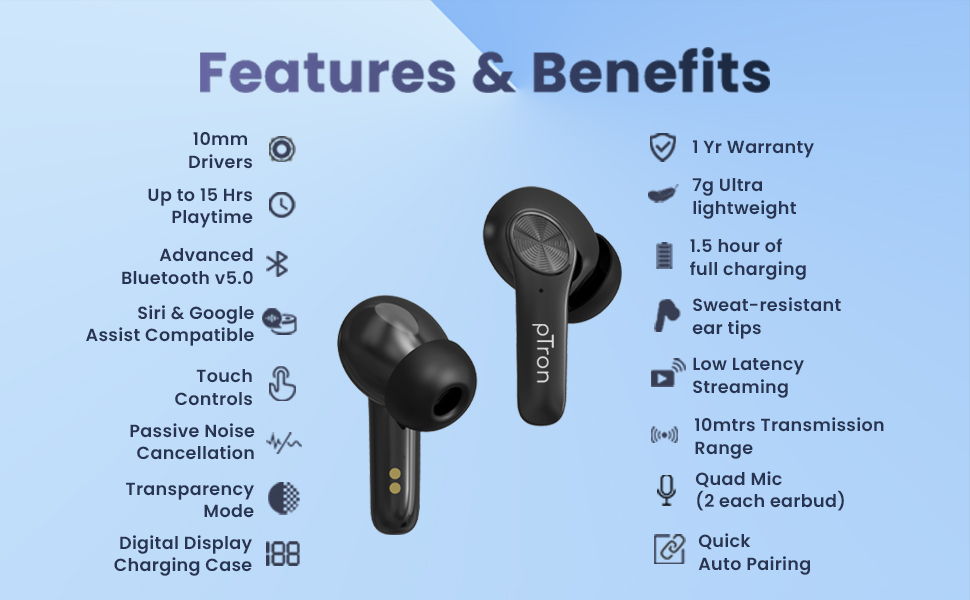 Features & Benefits
10mm
Drivers
Up to 15 Hrs
Playtime
Advanced
Bluetooth v5.0
Siri & Google
Assist Compatible
Touch
Controls
Passive Noise
Cancellation
Transparency
Mode
Digital Display
Charging Case
188
pTron
1 Yr Warranty
7g Ultra
lightweight
1.5 hour of
full charging
Sweat-resistant
ear tips
Low Latency
Streaming
10mtrs Transmission
Range
Quad Mic
(2 each earbud)
Quick
Auto Pairing